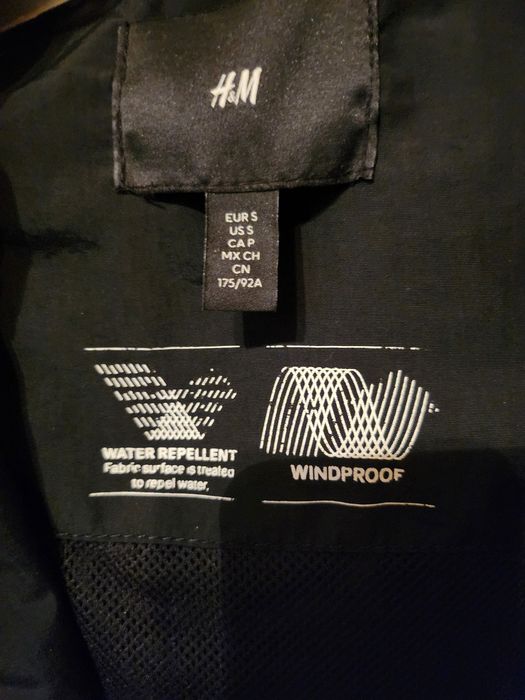 H&M
EUR S
US S
CA P
MX CH
CN
175/92A
WATER REPELLENT
Fabric surface is treated
to repel water.
WINDPROOF